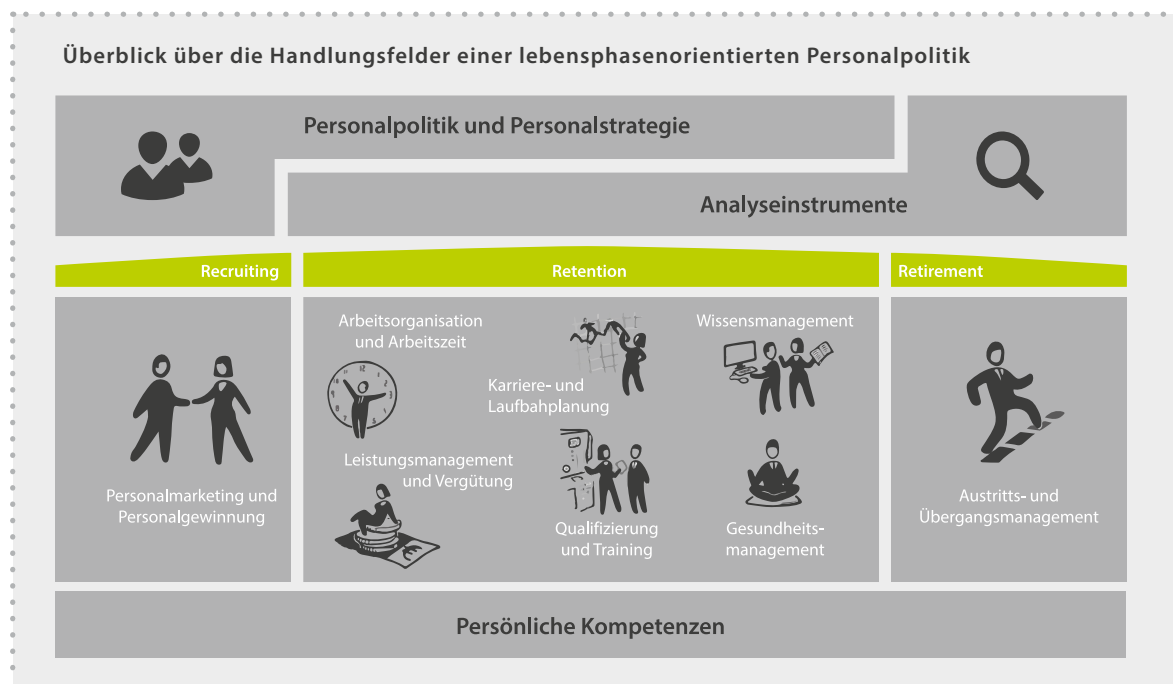 Überblick über die Handlungsfelder einer lebensphasenorientierten Personalpolitik
Personalpolitik und Personalstrategie
Analyseinstrumente
Recruiting
Retention
Retirement
Personalmarketing und
Personalgewinnung
Arbeitsorganisation
und Arbeitszeit
Karriere- und
Laufbahplanung
Wissensmanagement
Leistungsmanagement
und Vergütung
Qualifizierung
und Training
Gesundheits-
management
Austritts- und
Übergangsmanagement
Persönliche Kompetenzen